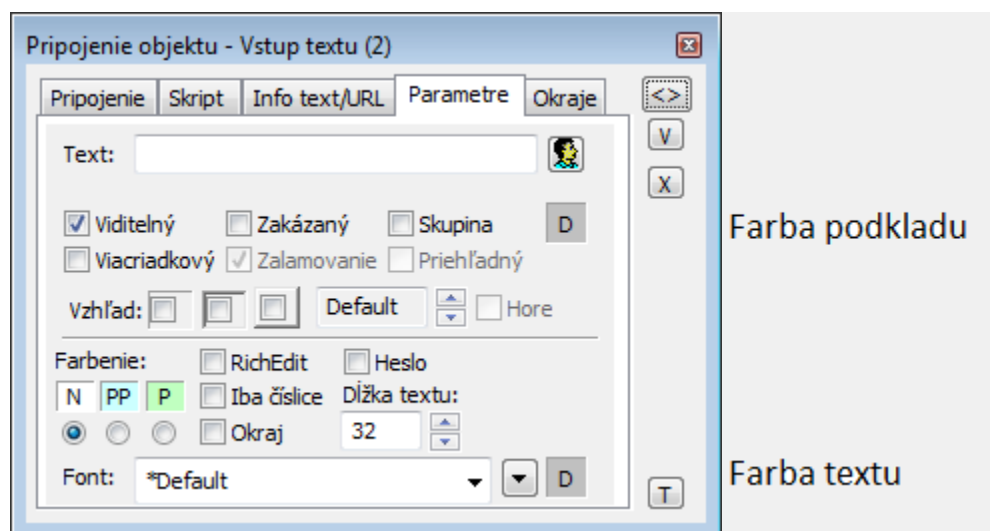 Pripojenie objektu - Vstup textu (2)
Pripojenie Skript Info text/URL Parametre Okraje <>
V
Text:
X
Viditelný Zakázaný Skupina D Farba podkladu
Viacriadkový Zalamovanie Priehľadný
Vzhľad: Default Hore
Farbenie: RichEdit Heslo
N PP P Iba číslice Dĺžka textu:
Okraj 32
Font: *Default D Farba textu
T